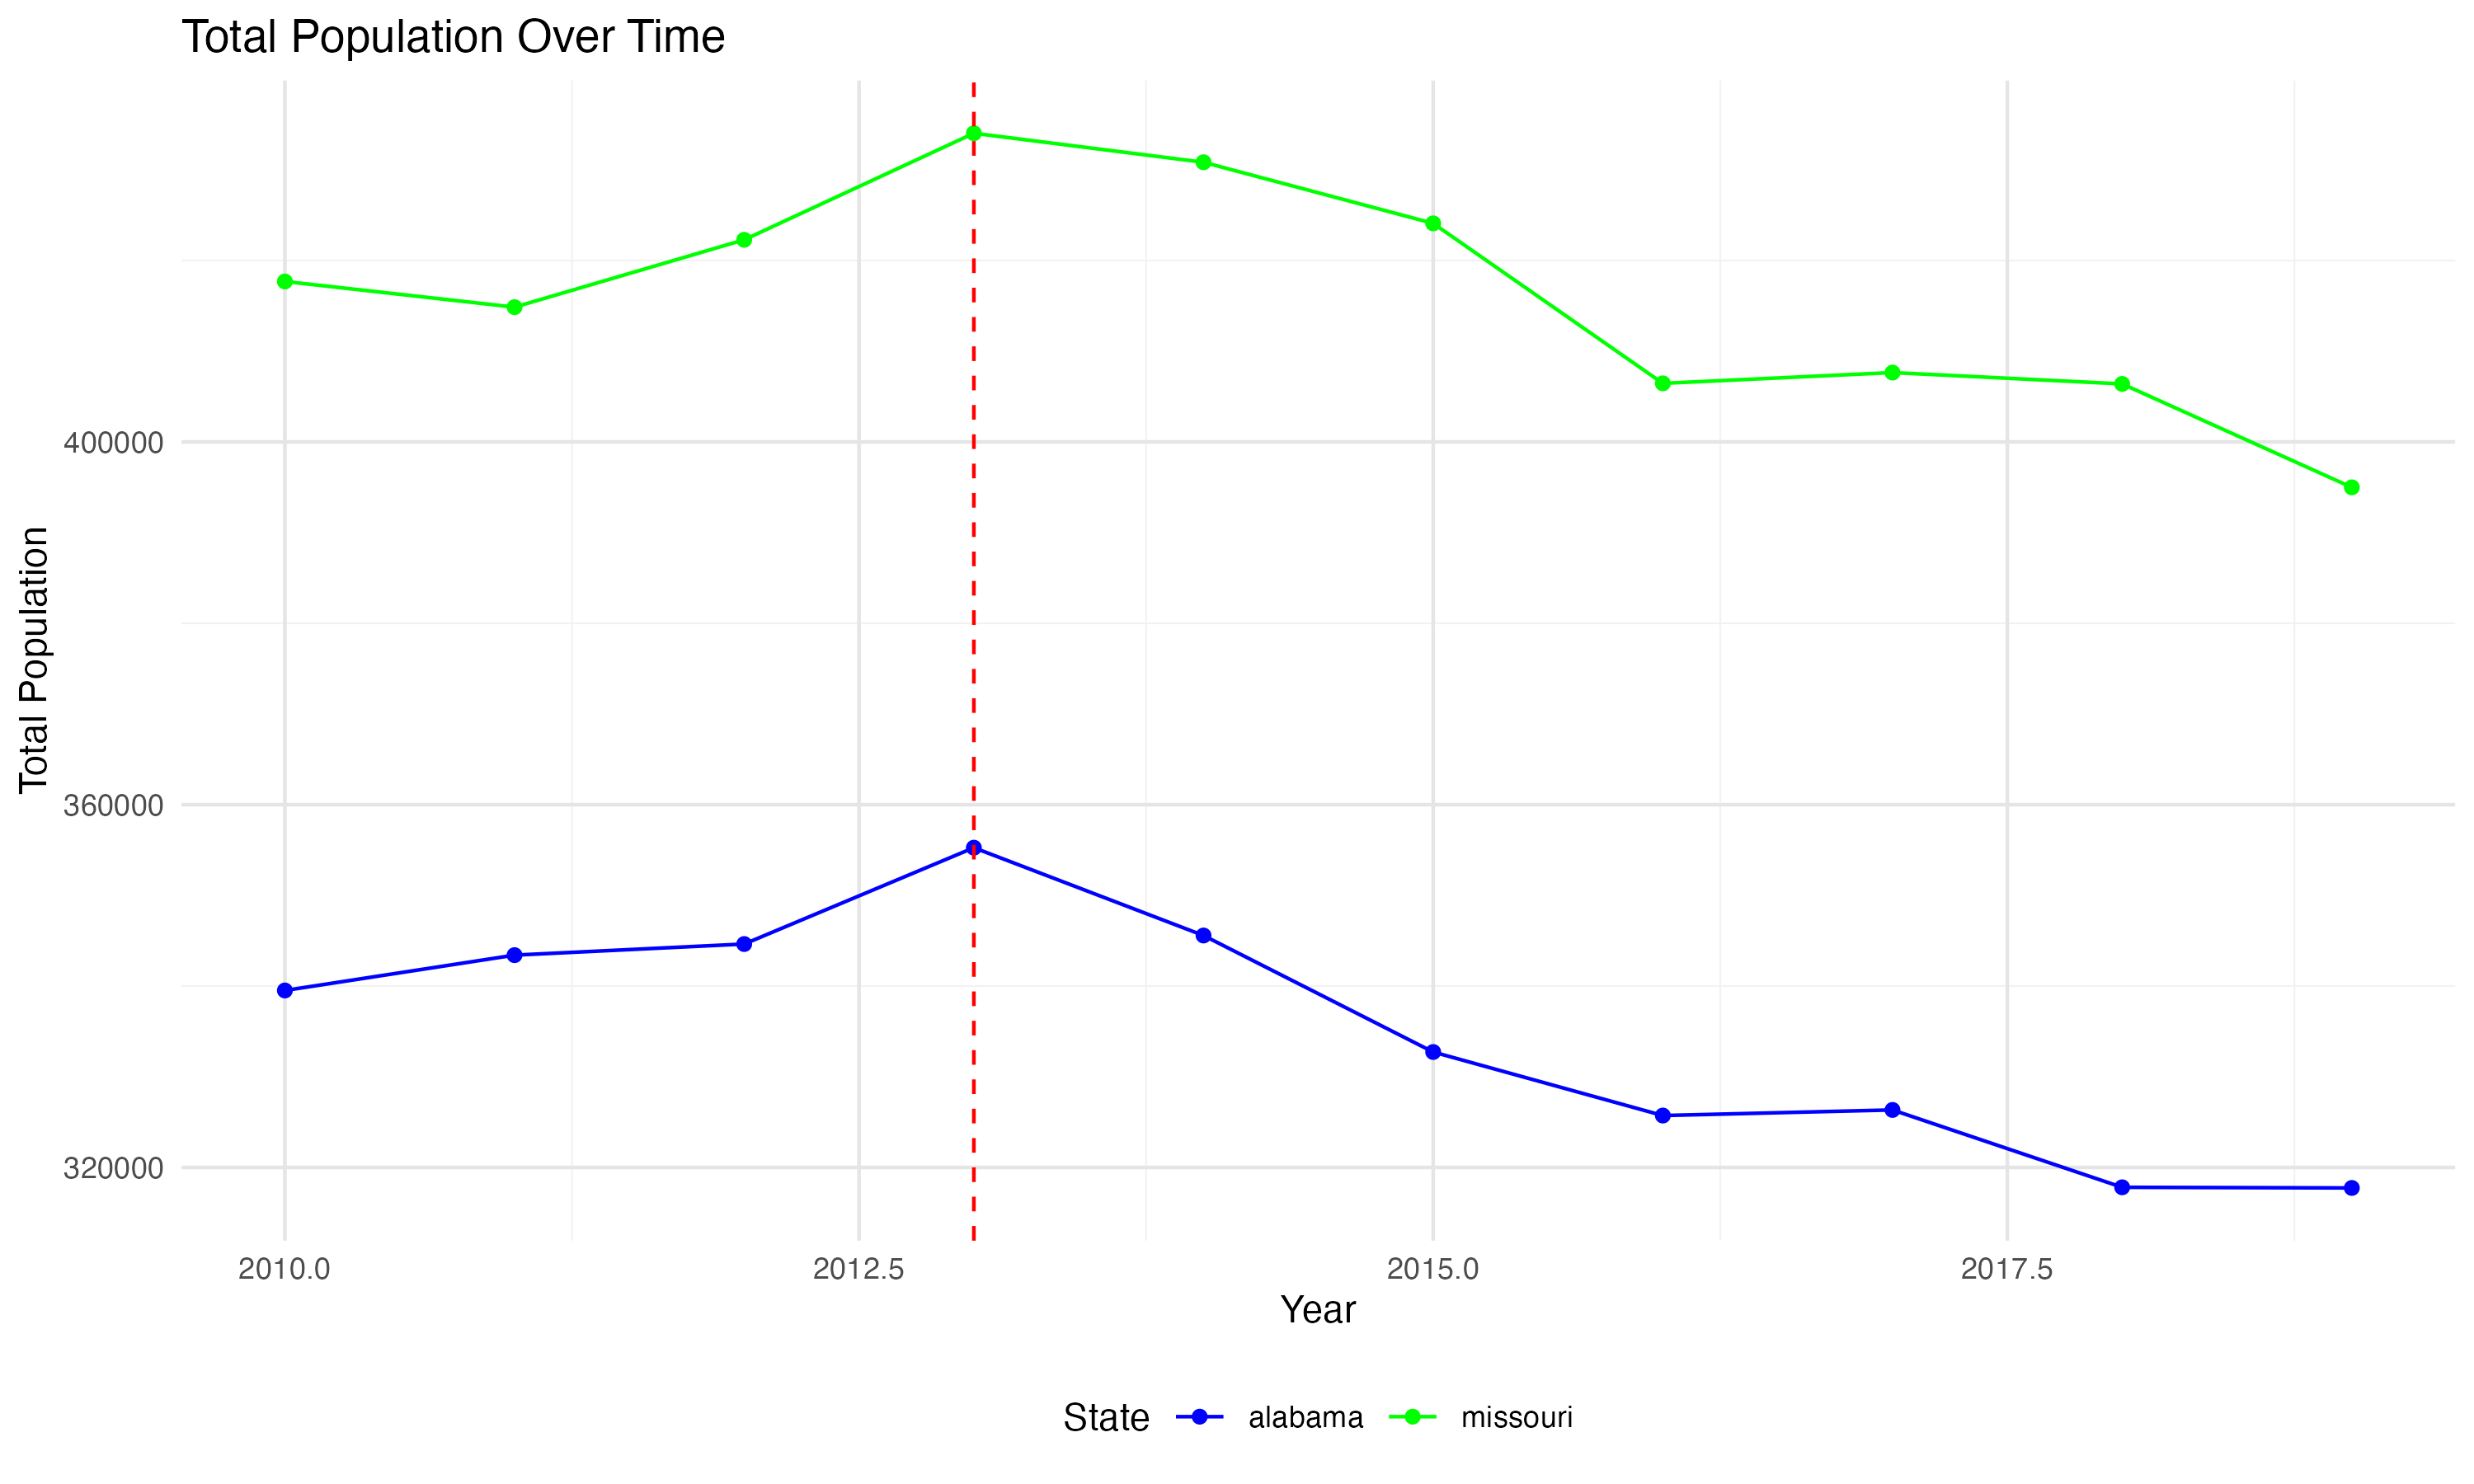 Total Population Over Time
Total Population
400000
360000
320000
2010.0 2012.5 2015.0 2017.5
Year
State alabama missouri